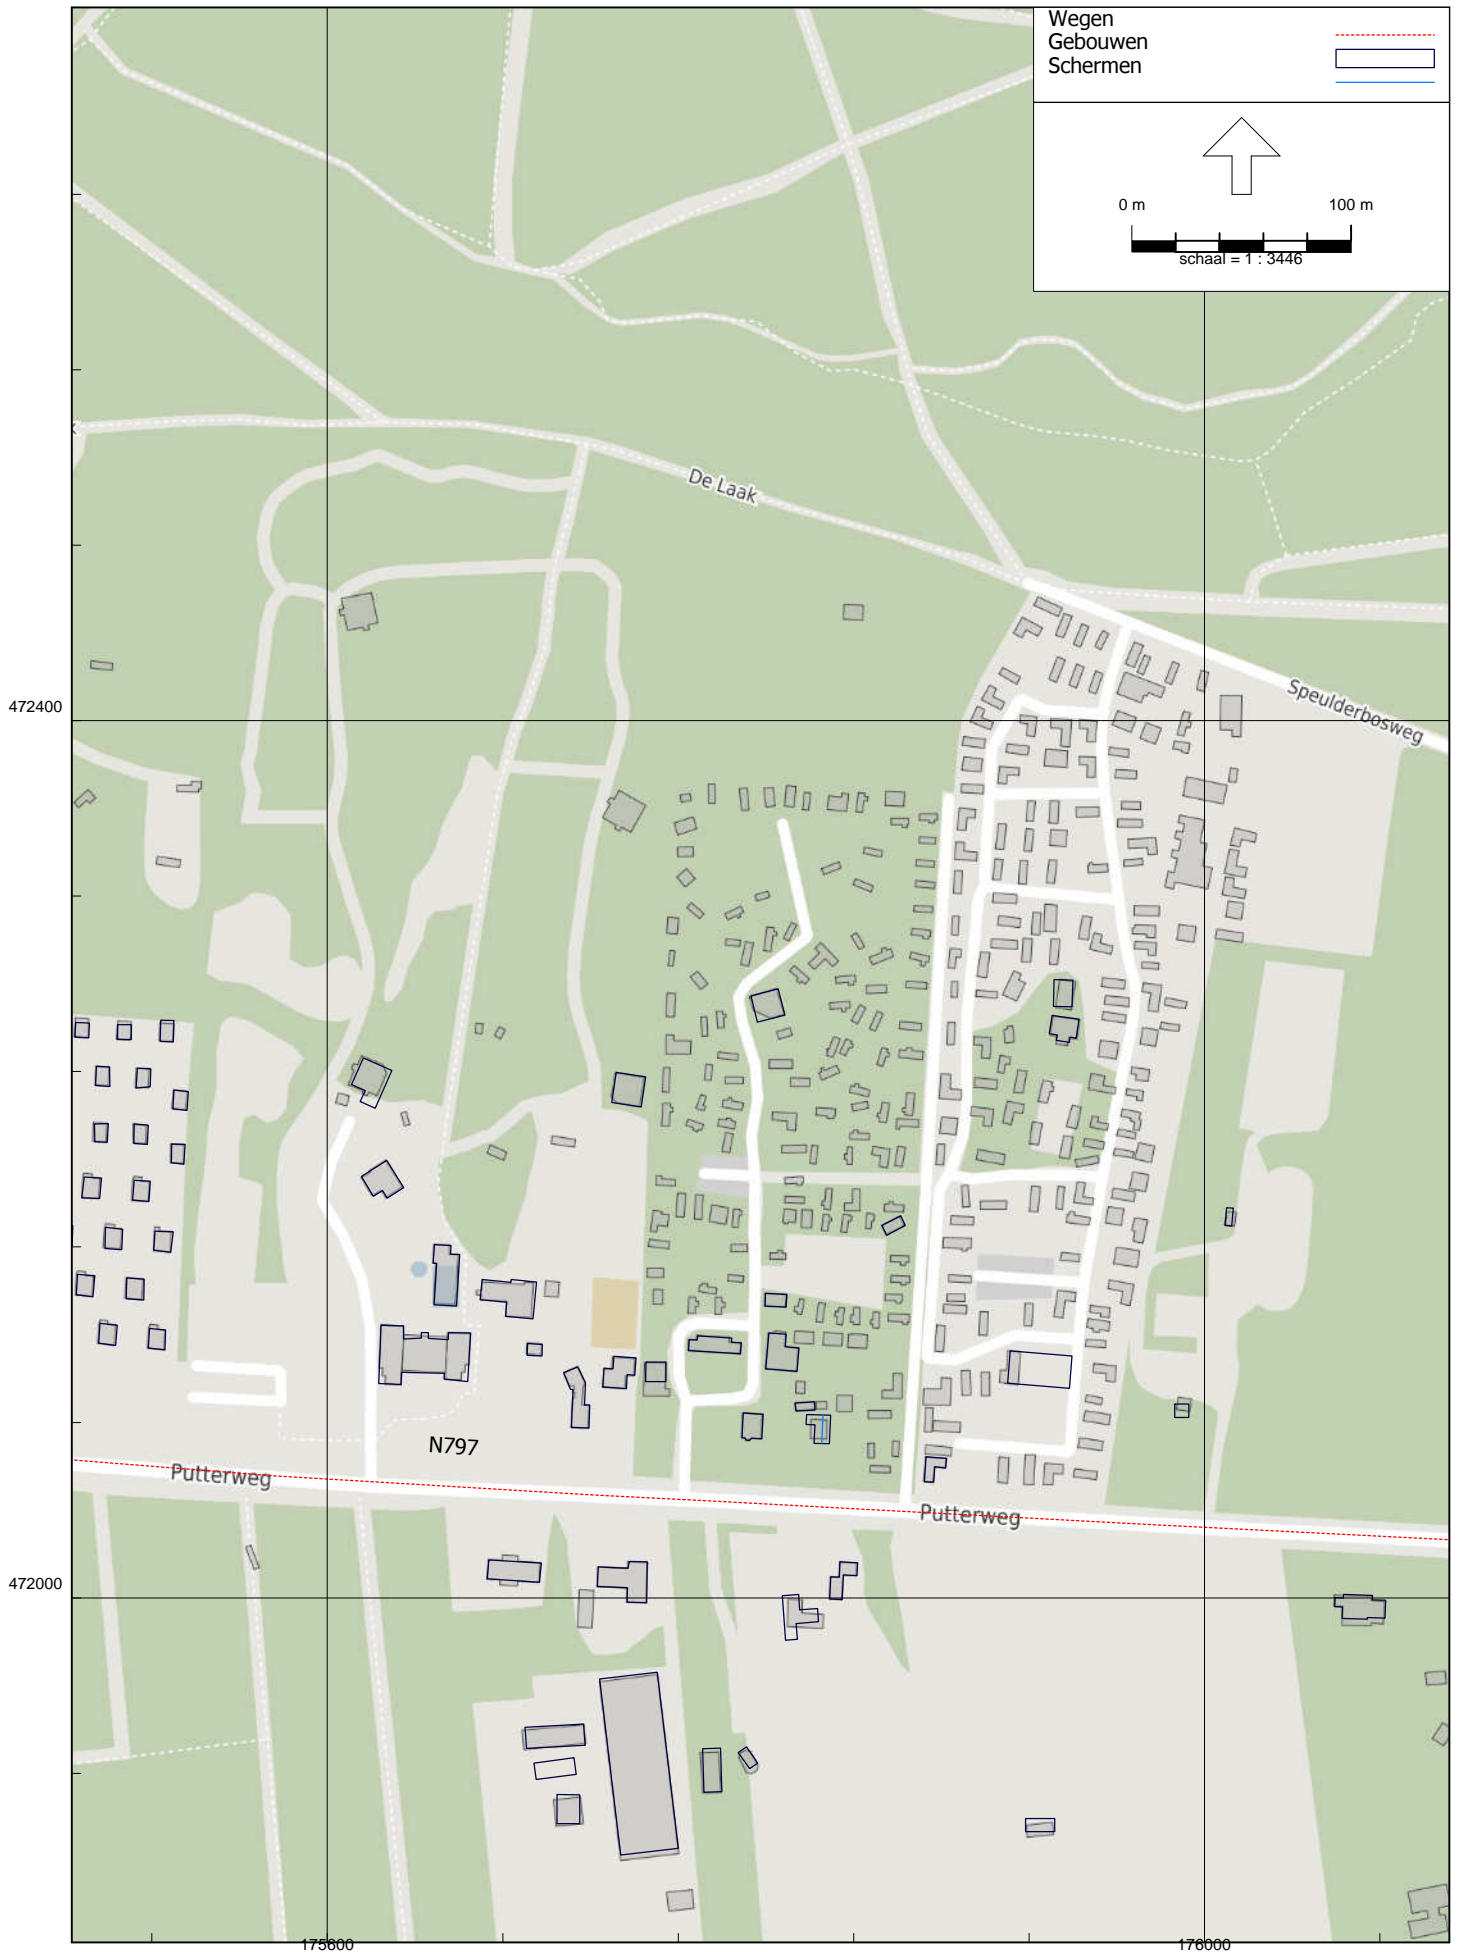 Wegen
Gebouwen
Schermen
0 m 100 m
schaal = 1 : 3446
De Laak
Speulderbosweg
472400
N797
Putterweg
Putterweg
472000
175600 176000